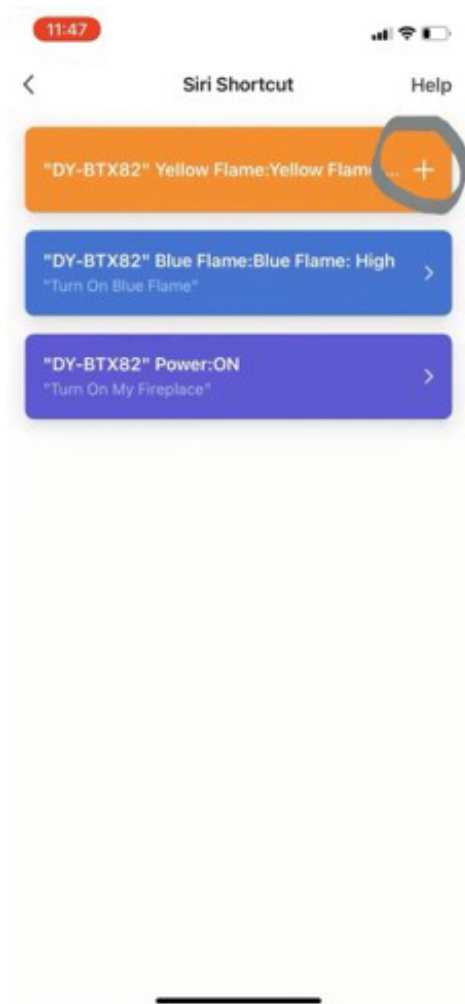 11:47
Siri Shortcut
Help
"DY-BTX82" Yellow Flame:Yellow Flam ...
"DY-BTX82" Blue Flame:Blue Flame: High
"Turn On Blue Flame"
"DY-BTX82" Power:ON
"Turn On My Fireplace"